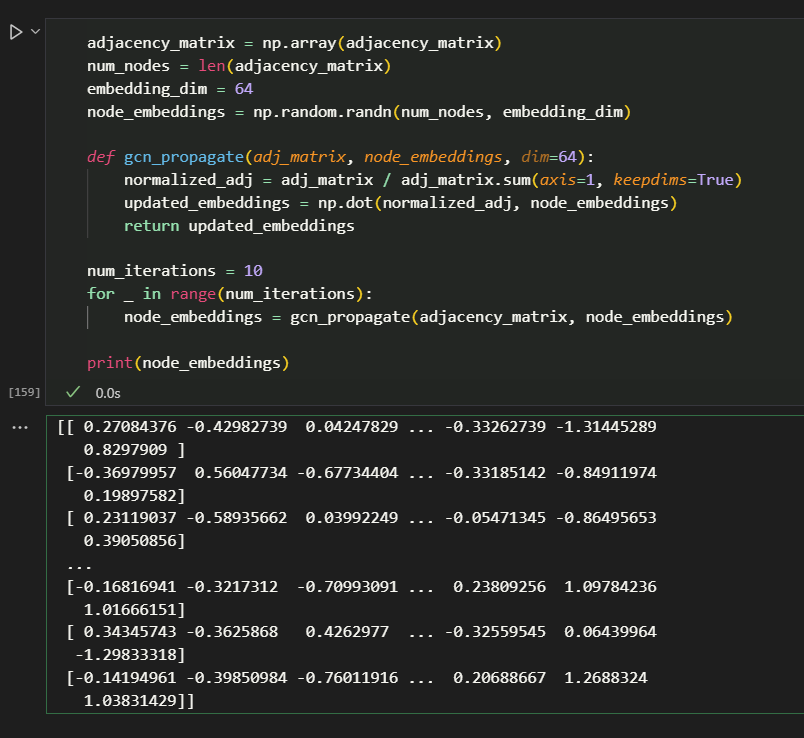 adjacency_matrix = np.array(adjacency_matrix)
num_nodes = len(adjacency_matrix)
embedding_dim = 64
node_embeddings = np.random.randn(num_nodes, embedding_dim)
def gcn_propagate(adj_matrix, node_embeddings, dim=64):
normalized_adj = adj_matrix / adj_matrix.sum(axis=1, keepdims=True)
updated_embeddings = np.dot(normalized_adj, node_embeddings)
return updated_embeddings
num_iterations = 10
for _ in range(num_iterations):
node_embeddings = gcn_propagate(adjacency_matrix, node_embeddings)
print(node_embeddings)
[159] 0.0s
... [[ 0.27084376 -0.42982739  0.04247829 ... -0.33262739 -1.31445289
0.8297909 ]
[-0.36979957  0.56047734 -0.67734404 ... -0.33185142 -0.84911974
0.19897582]
[ 0.23119037 -0.58935662  0.03992249 ... -0.05471345 -0.86495653
0.39050856]
...
[-0.16816941 -0.3217312  -0.70993091 ...  0.23809256  1.09784236
1.01666151]
[ 0.34345743 -0.3625868   0.4262977  ... -0.32559545  0.06439964
-1.29833318]
[-0.14194961 -0.39850984 -0.76011916 ...  0.20688667  1.2688324
1.03831429]]